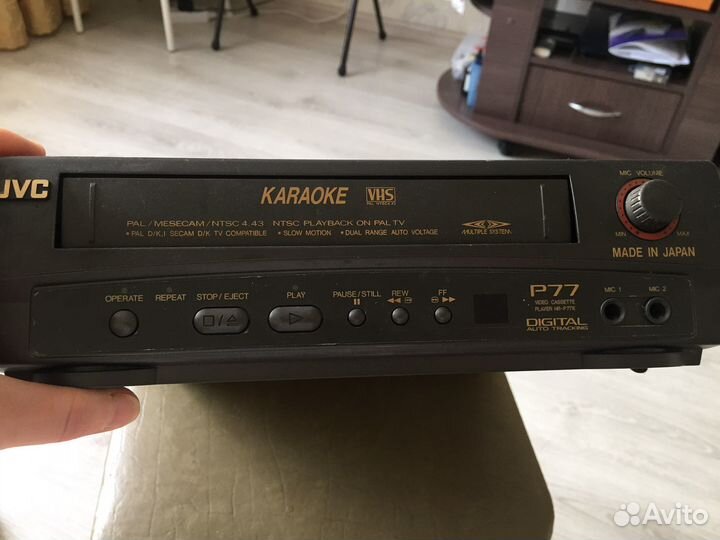 JVC
KARAOKE VHS
PAL/MESECAM/NTSC 4.43 NTSC PLAYBACK ON PAL TV
• PAL D/K,I SECAM D/K TV COMPATIBLE • SLOW MOTION • DUAL RANGE AUTO VOLTAGE
MULTIPLE SYSTEM
MIC VOLUME
MIN MAX
MADE IN JAPAN
OPERATE REPEAT STOP/EJECT PLAY PAUSE/STILL REW FF
P77
VIDEO CASSETTE
PLAYER HR-P77K
DIGITAL
AUTO TRACKING
MIC 1 MIC 2
Avito